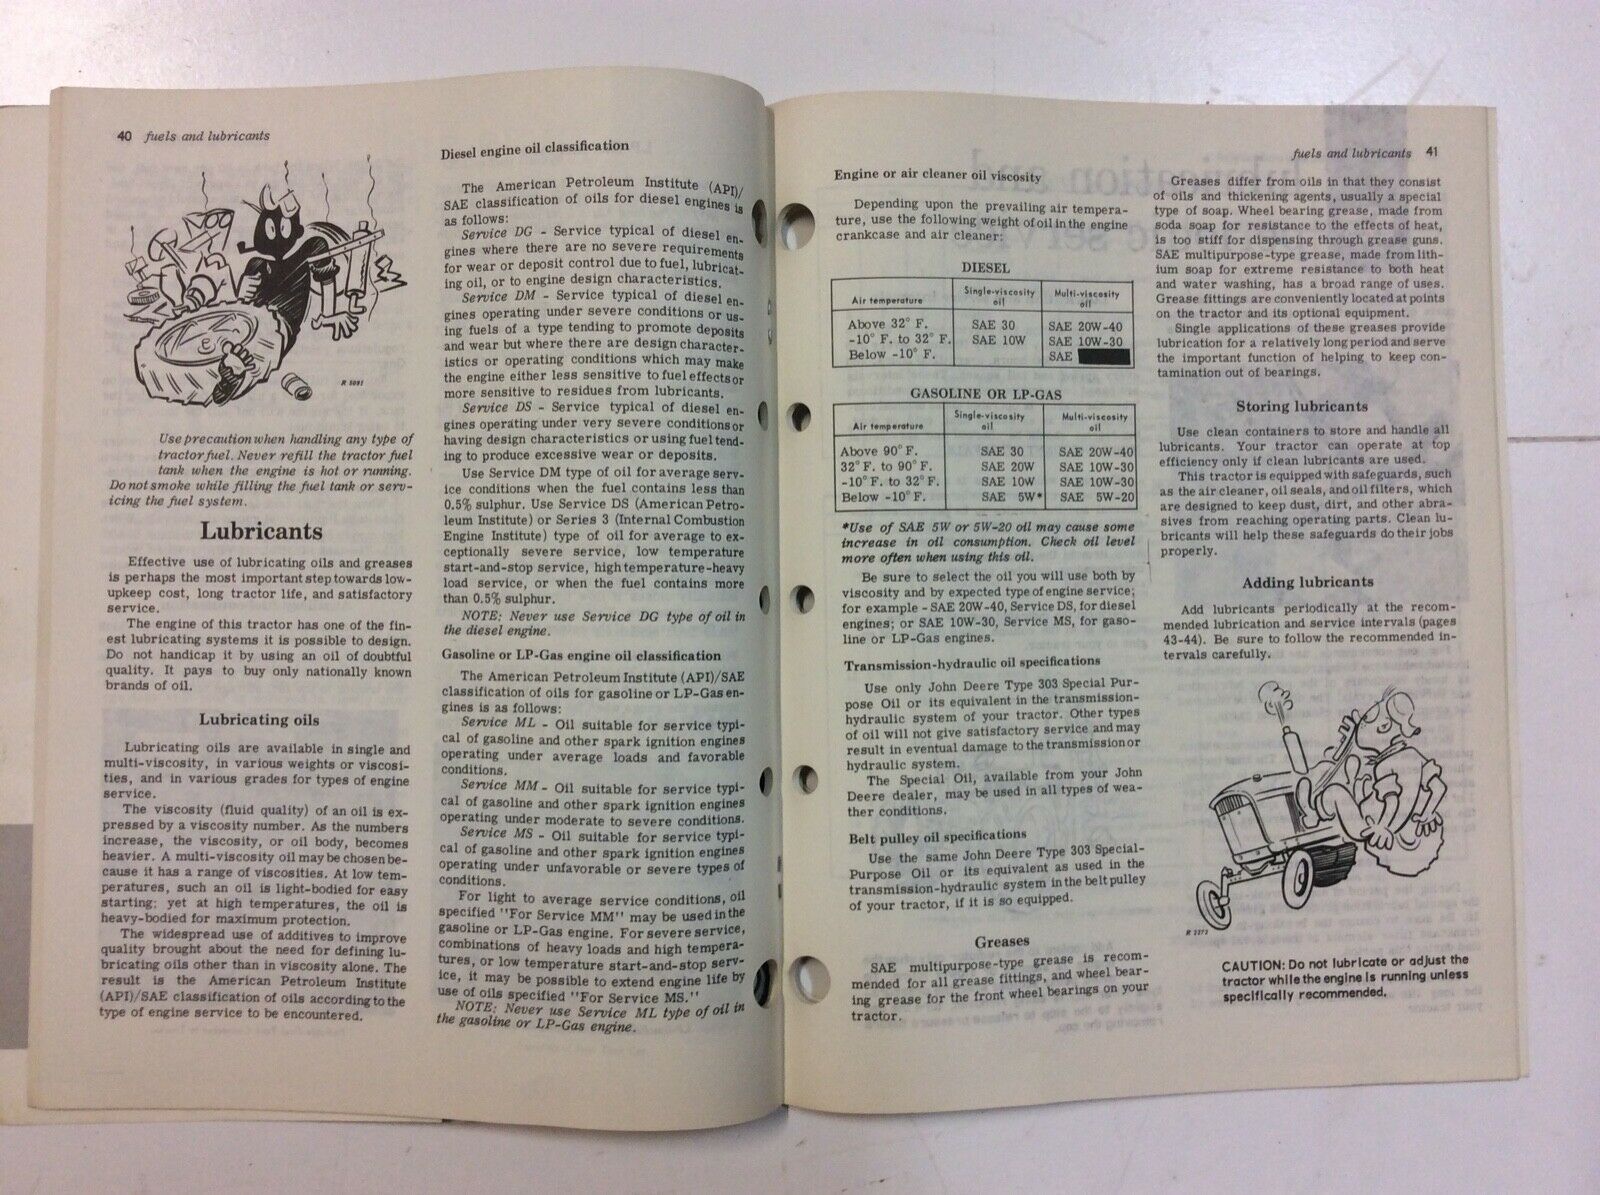 40 fuels and lubricants
R 5091
Use precaution when handling any type of
tractor fuel. Never refill the tractor fuel
tank when the engine is hot or running.
Do not smoke while filling the fuel tank or serv-
icing the fuel system.
Lubricants
Effective use of lubricating oils and greases
is perhaps the most important step towards low-
upkeep cost, long tractor life, and satisfactory
service.
The engine of this tractor has one of the fin-
est lubricating systems it is possible to design.
Do not handicap it by using an oil of doubtful
quality. It pays to buy only nationally known
brands of oil.
Lubricating oils
Lubricating oils are available in single and
multi-viscosity, in various weights or viscosi-
ties, and in various grades for types of engine
service.
The viscosity (fluid quality) of an oil is ex-
pressed by a viscosity number. As the numbers
increase, the viscosity, or oil body, becomes
heavier. A multi-viscosity oil may be chosen be-
cause it has a range of viscosities. At low tem-
peratures, such an oil is light-bodied for easy
starting; yet at high temperatures, the oil is
heavy-bodied for maximum protection.
The widespread use of additives to improve
quality brought about the need for defining lu-
bricating oils other than in viscosity alone. The
result is the American Petroleum Institute
(API)/SAE classification of oils according to the
type of engine service to be encountered.
Diesel engine oil classification
The American Petroleum Institute (API)/
SAE classification of oils for diesel engines is
as follows:
Service DG - Service typical of diesel en-
gines where there are no severe requirements
for wear or deposit control due to fuel, lubricat-
ing oil, or to engine design characteristics.
Service DM - Service typical of diesel en-
gines operating under severe conditions or us-
ing fuels of a type tending to promote deposits
and wear but where there are design character-
istics or operating conditions which may make
the engine either less sensitive to fuel effects or
more sensitive to residues from lubricants.
Service DS - Service typical of diesel en-
gines operating under very severe conditions or
having design characteristics or using fuel tend-
ing to produce excessive wear or deposits.
Use Service DM type of oil for average serv-
ice conditions when the fuel contains less than
0.5% sulphur. Use Service DS (American Petro-
leum Institute) or Series 3 (Internal Combustion
Engine Institute) type of oil for average to ex-
ceptionally severe service, low temperature
start-and-stop service, high temperature-heavy
load service, or when the fuel contains more
than 0.5% sulphur.
NOTE: Never use Service DG type of oil in
the diesel engine.
Gasoline or LP-Gas engine oil classification
The American Petroleum Institute (API)/SAE
classification of oils for gasoline or LP-Gas en-
gines is as follows:
Service ML - Oil suitable for service typi-
cal of gasoline and other spark ignition engines
operating under average loads and favorable
conditions.
Service MM - Oil suitable for service typi-
cal of gasoline and other spark ignition engines
operating under moderate to severe conditions.
Service MS - Oil suitable for service typi-
cal of gasoline and other spark ignition engines
operating under unfavorable or severe types of
conditions.
For light to average service conditions, oil
specified "For Service MM" may be used in the
gasoline or LP-Gas engine. For severe service,
combinations of heavy loads and high tempera-
tures, or low temperature start-and-stop serv-
ice, it may be possible to extend engine life by
use of oils specified "For Service MS."
NOTE: Never use Service ML type of oil in
the gasoline or LP-Gas engine.
fuels and lubricants 41
Engine or air cleaner oil viscosity
Depending upon the prevailing air tempera-
ture, use the following weight of oil in the engine
crankcase and air cleaner:
DIESEL
Air temperature Single-viscosity oil Multi-viscosity oil
Above 32° F. SAE 30 SAE 20W-40
-10° F. to 32° F. SAE 10W SAE 10W-30
Below -10° F. SAE
GASOLINE OR LP-GAS
Air temperature Single-viscosity oil Multi-viscosity oil
Above 90° F. SAE 30 SAE 20W-40
32° F. to 90° F. SAE 20W SAE 10W-30
-10° F. to 32° F. SAE 10W SAE 10W-30
Below -10° F. SAE 5W* SAE 5W-20
*Use of SAE 5W or 5W-20 oil may cause some
increase in oil consumption. Check oil level
more often when using this oil.
Be sure to select the oil you will use both by
viscosity and by expected type of engine service;
for example - SAE 20W-40, Service DS, for diesel
engines; or SAE 10W-30, Service MS, for gaso-
line or LP-Gas engines.
Transmission-hydraulic oil specifications
Use only John Deere Type 303 Special Pur-
pose Oil or its equivalent in the transmission-
hydraulic system of your tractor. Other types
of oil will not give satisfactory service and may
result in eventual damage to the transmission or
hydraulic system.
The Special Oil, available from your John
Deere dealer, may be used in all types of wea-
ther conditions.
Belt pulley oil specifications
Use the same John Deere Type 303 Special-
Purpose Oil or its equivalent as used in the
transmission-hydraulic system in the belt pulley
of your tractor, if it is so equipped.
Greases
SAE multipurpose-type grease is recom-
mended for all grease fittings, and wheel bear-
ing grease for the front wheel bearings on your
tractor.
Greases differ from oils in that they consist
of oils and thickening agents, usually a special
type of soap. Wheel bearing grease, made from
soda soap for resistance to the effects of heat,
is too stiff for dispensing through grease guns.
SAE multipurpose-type grease, made from lith-
ium soap for extreme resistance to both heat
and water washing, has a broad range of uses.
Grease fittings are conveniently located at points
on the tractor and its optional equipment.
Single applications of these greases provide
lubrication for a relatively long period and serve
the important function of helping to keep con-
tamination out of bearings.
Storing lubricants
Use clean containers to store and handle all
lubricants. Your tractor can operate at top
efficiency only if clean lubricants are used.
This tractor is equipped with safeguards, such
as the air cleaner, oil seals, and oil filters, which
are designed to keep dust, dirt, and other abra-
sives from reaching operating parts. Clean lu-
bricants will help these safeguards do their jobs
properly.
Adding lubricants
Add lubricants periodically at the recom-
mended lubrication and service intervals (pages
43-44). Be sure to follow the recommended in-
tervals carefully.
R 2272
CAUTION: Do not lubricate or adjust the
tractor while the engine is running unless
specifically recommended.